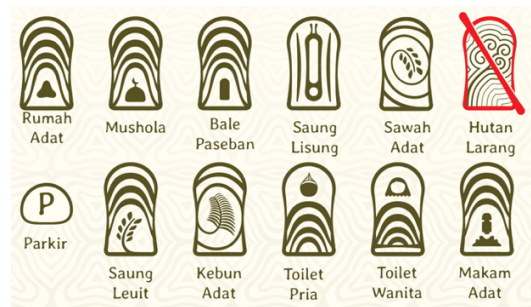 Rumah
Adat
Mushola
Bale
Paseban
Saung
Lisung
Sawah
Adat
Hutan
Larang
P
Parkir
Saung
Leuit
Kebun
Adat
Toilet
Pria
Toilet
Wanita
Makam
Adat